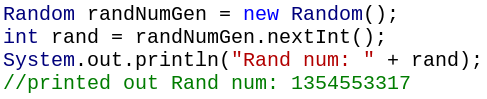 Random randNumGen = new Random();
int rand = randNumGen.nextInt();
System.out.println("Rand num: " + rand);
//printed out Rand num: 1354553317